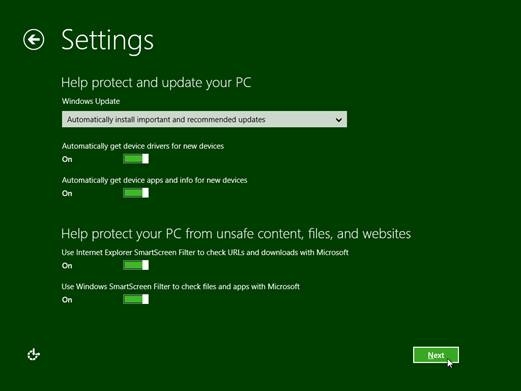 Settings
Help protect and update your PC
Windows Update
Automatically install important and recommended updates
Automatically get device drivers for new devices
On
Automatically get device apps and info for new devices
On
Help protect your PC from unsafe content, files, and websites
Use Internet Explorer SmartScreen Filter to check URLs and downloads with Microsoft
On
Use Windows SmartScreen Filter to check files and apps with Microsoft
On
Next